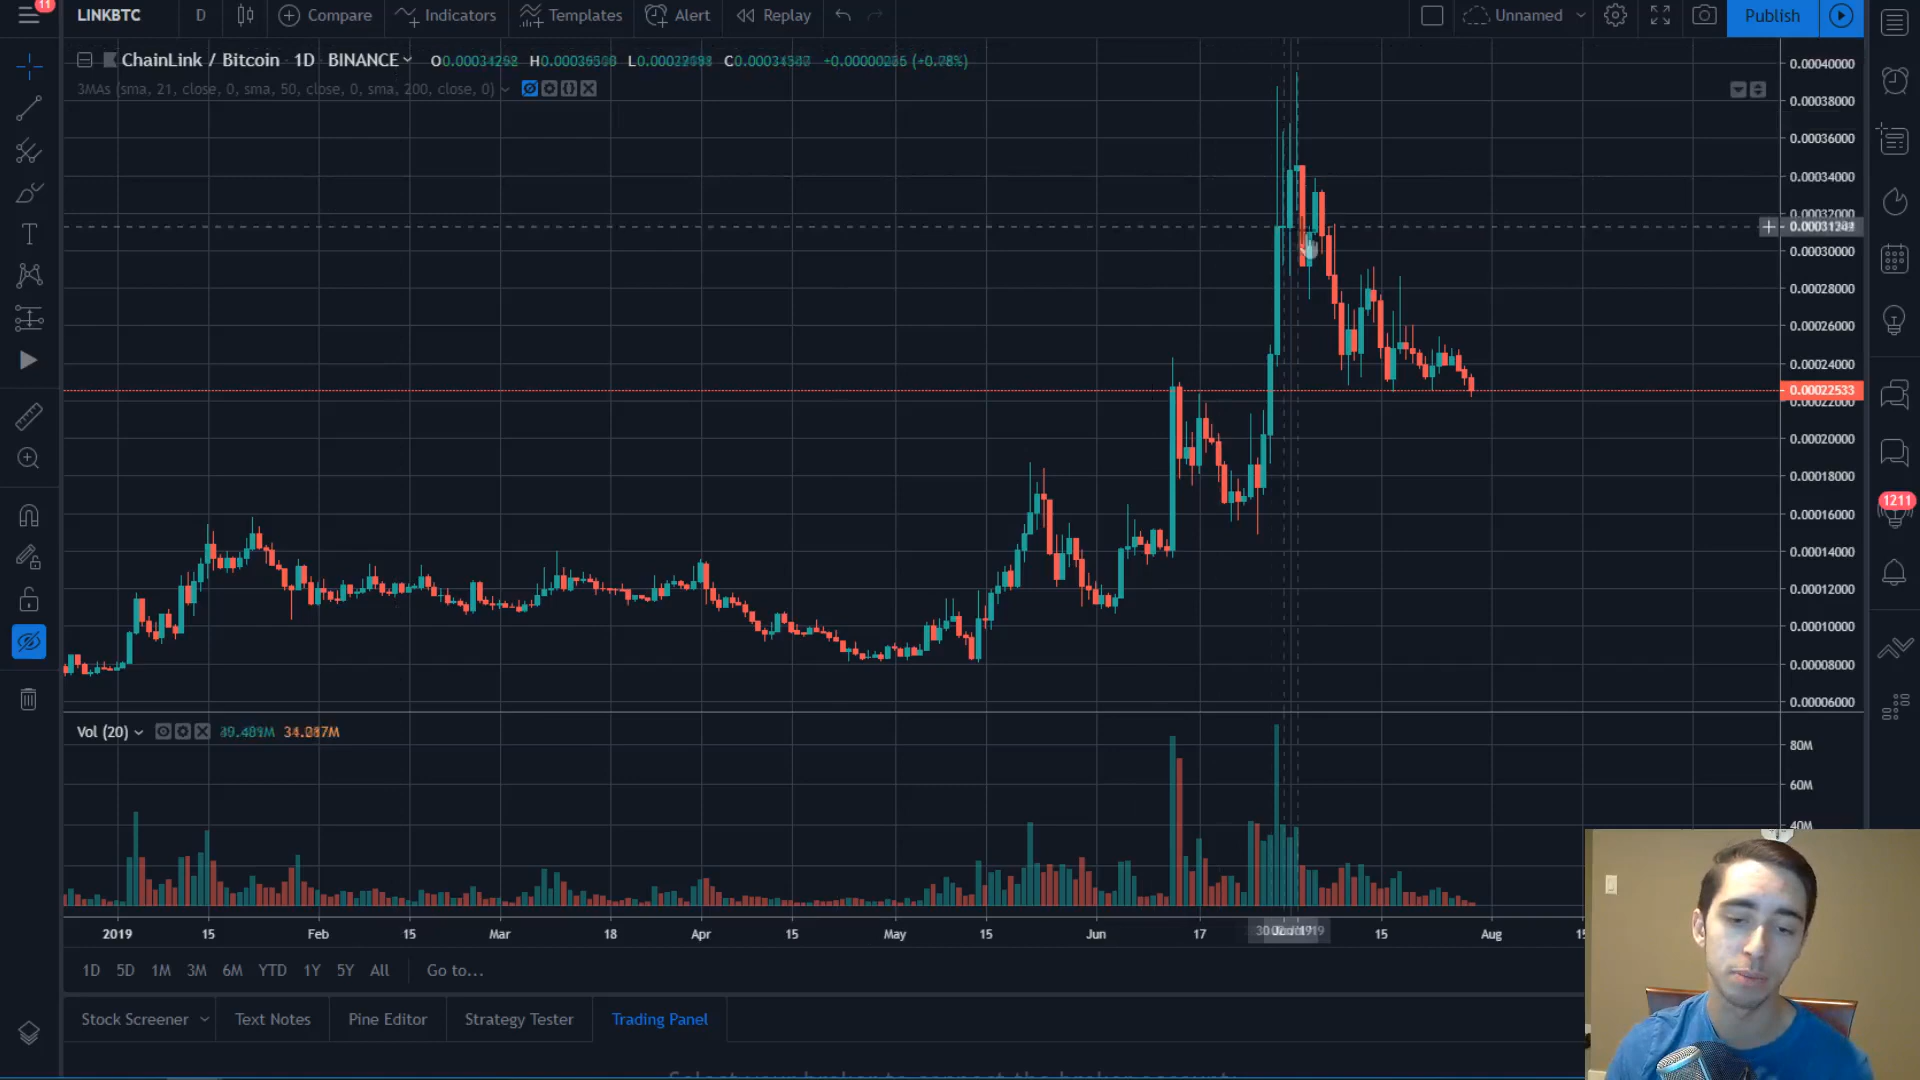 11
LINKBTC D Compare Indicators Templates Alert Replay Unnamed Publish
ChainLink / Bitcoin 1D BINANCE
3MAs (sma, 21, close, 0, sma, 50, close, 0, sma, 200, close, 0)
0.00040000
0.00038000
0.00036000
0.00034000
0.00032000
0.00030000
0.00028000
0.00026000
0.00024000
0.00022533
0.00022000
0.00020000
0.00018000
1211
0.00016000
0.00014000
0.00012000
0.00010000
0.00008000
0.00006000
Vol (20)
80M
60M
40M
2019 15 Feb 15 Mar 18 Apr 15 May 15 Jun 17 15 Aug
1D 5D 1M 3M 6M YTD 1Y 5Y All Go to...
Stock Screener Text Notes Pine Editor Strategy Tester Trading Panel